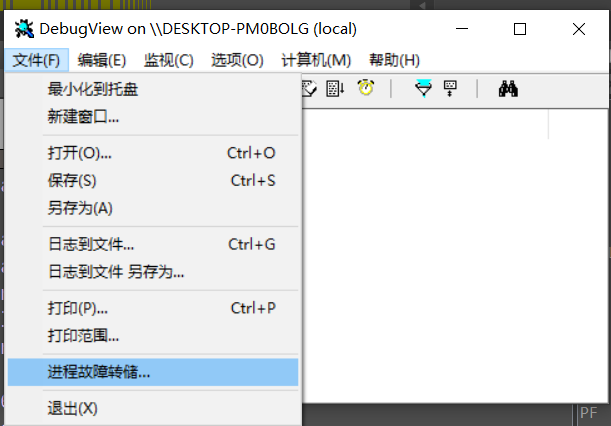 DebugView on \\DESKTOP-PM0BOLG (local)
文件(F) 编辑(E) 监视(C) 选项(O) 计算机(M) 帮助(H)
最小化到托盘
新建窗口...
打开(O)... Ctrl+O
保存(S) Ctrl+S
另存为(A)
日志到文件... Ctrl+G
日志到文件 另存为...
打印(P)... Ctrl+P
打印范围...
进程故障转储...
退出(X)
PF